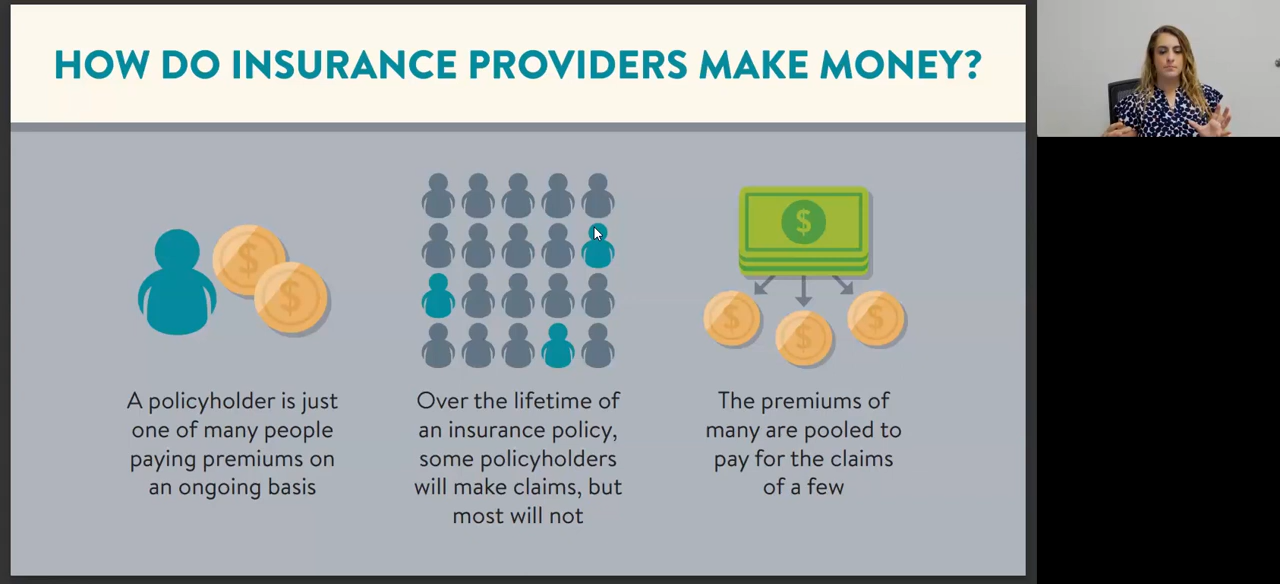 HOW DO INSURANCE PROVIDERS MAKE MONEY?
$
$
$
$
$
$
A policyholder is just
one of many people
paying premiums on
an ongoing basis
Over the lifetime of
an insurance policy,
some policyholders
will make claims, but
most will not
The premiums of
many are pooled to
pay for the claims
of a few